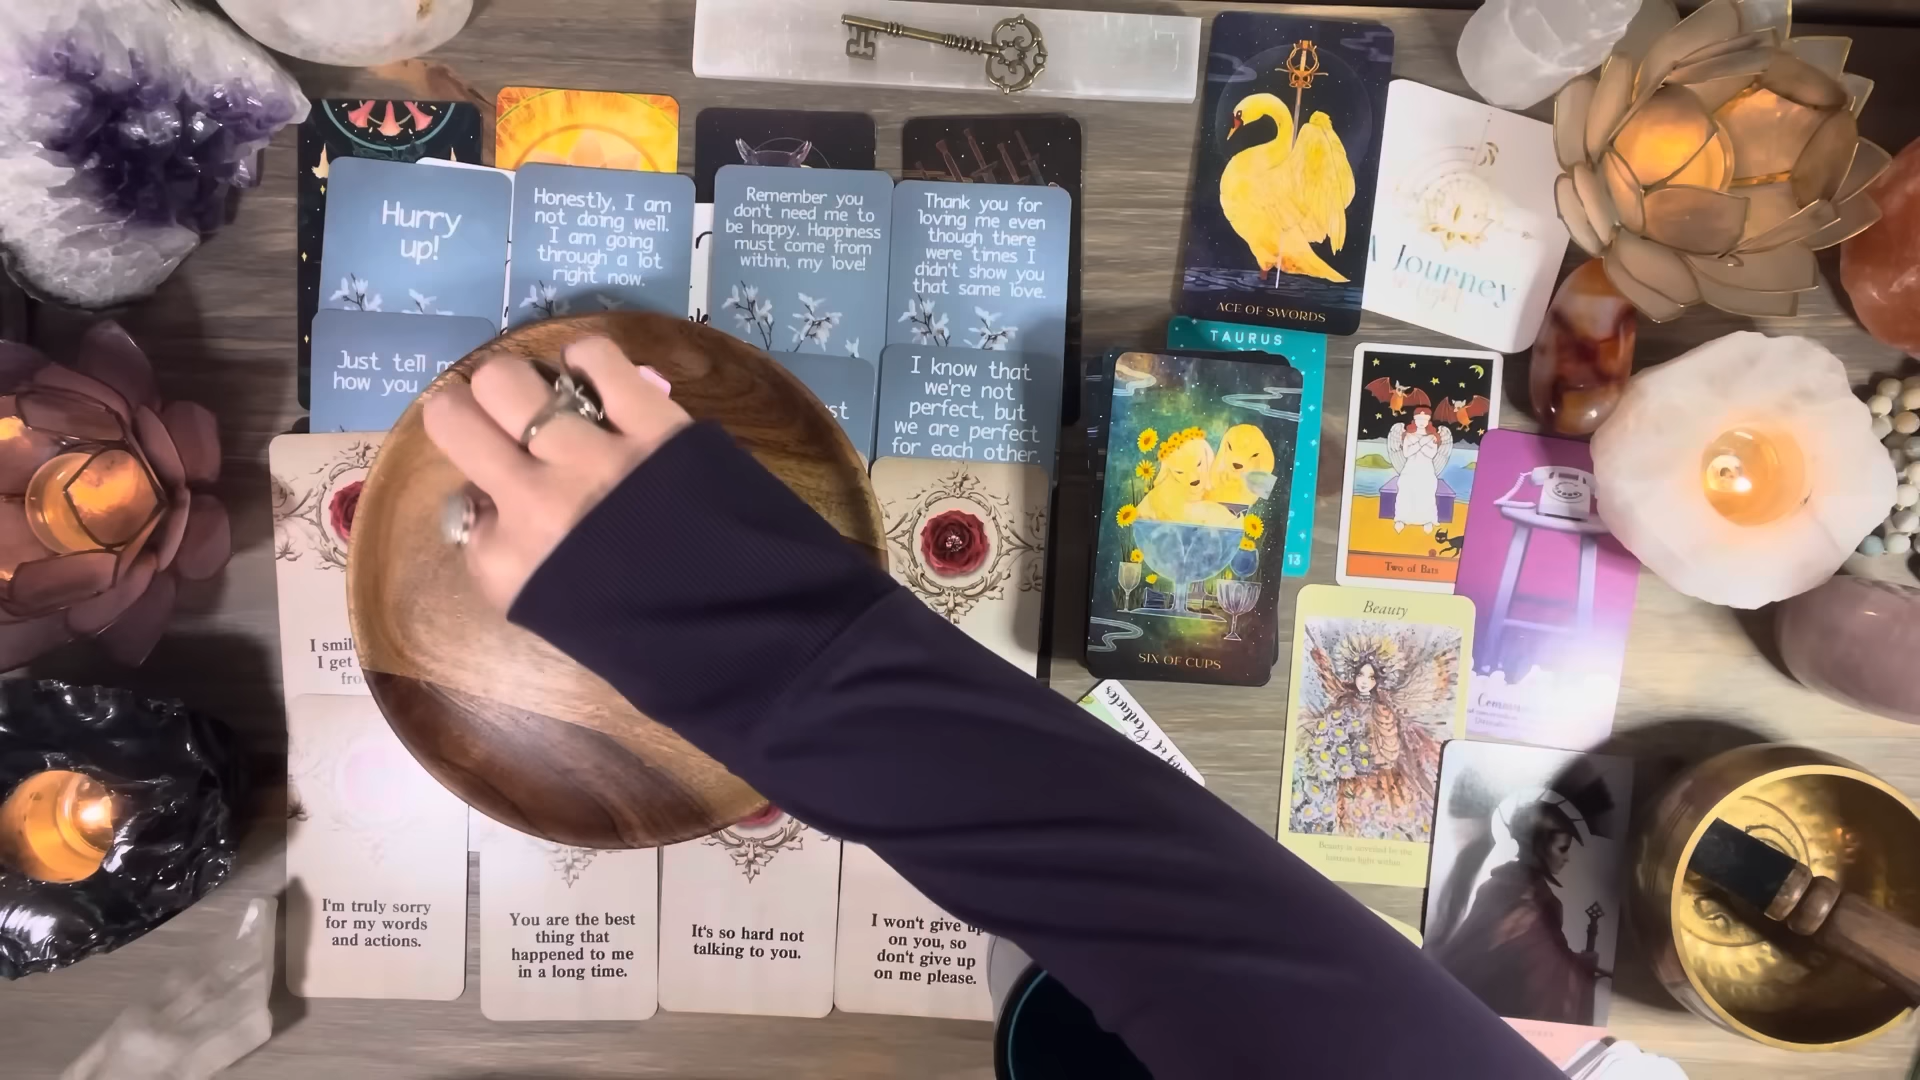 Hurry
up!
Honestly, I am
not doing well.
I am going
through a lot
right now.
Remember you
don't need me to
be happy. Happiness
must come from
within, my love!
Thank you for
loving me even
though there
were times I
didn't show you
that same love.
Just tell
how you
I know that
we're not
perfect, but
we are perfect
for each other.
ACE OF SWORDS
A Journey
TAURUS
13
SIX OF CUPS
Two of Bats
Beauty
of Pentacles
I get
I'm truly sorry
for my words
and actions.
You are the best
thing that
happened to me
in a long time.
It's so hard not
talking to you.
I won't give up
on you, so
don't give up
on me please.